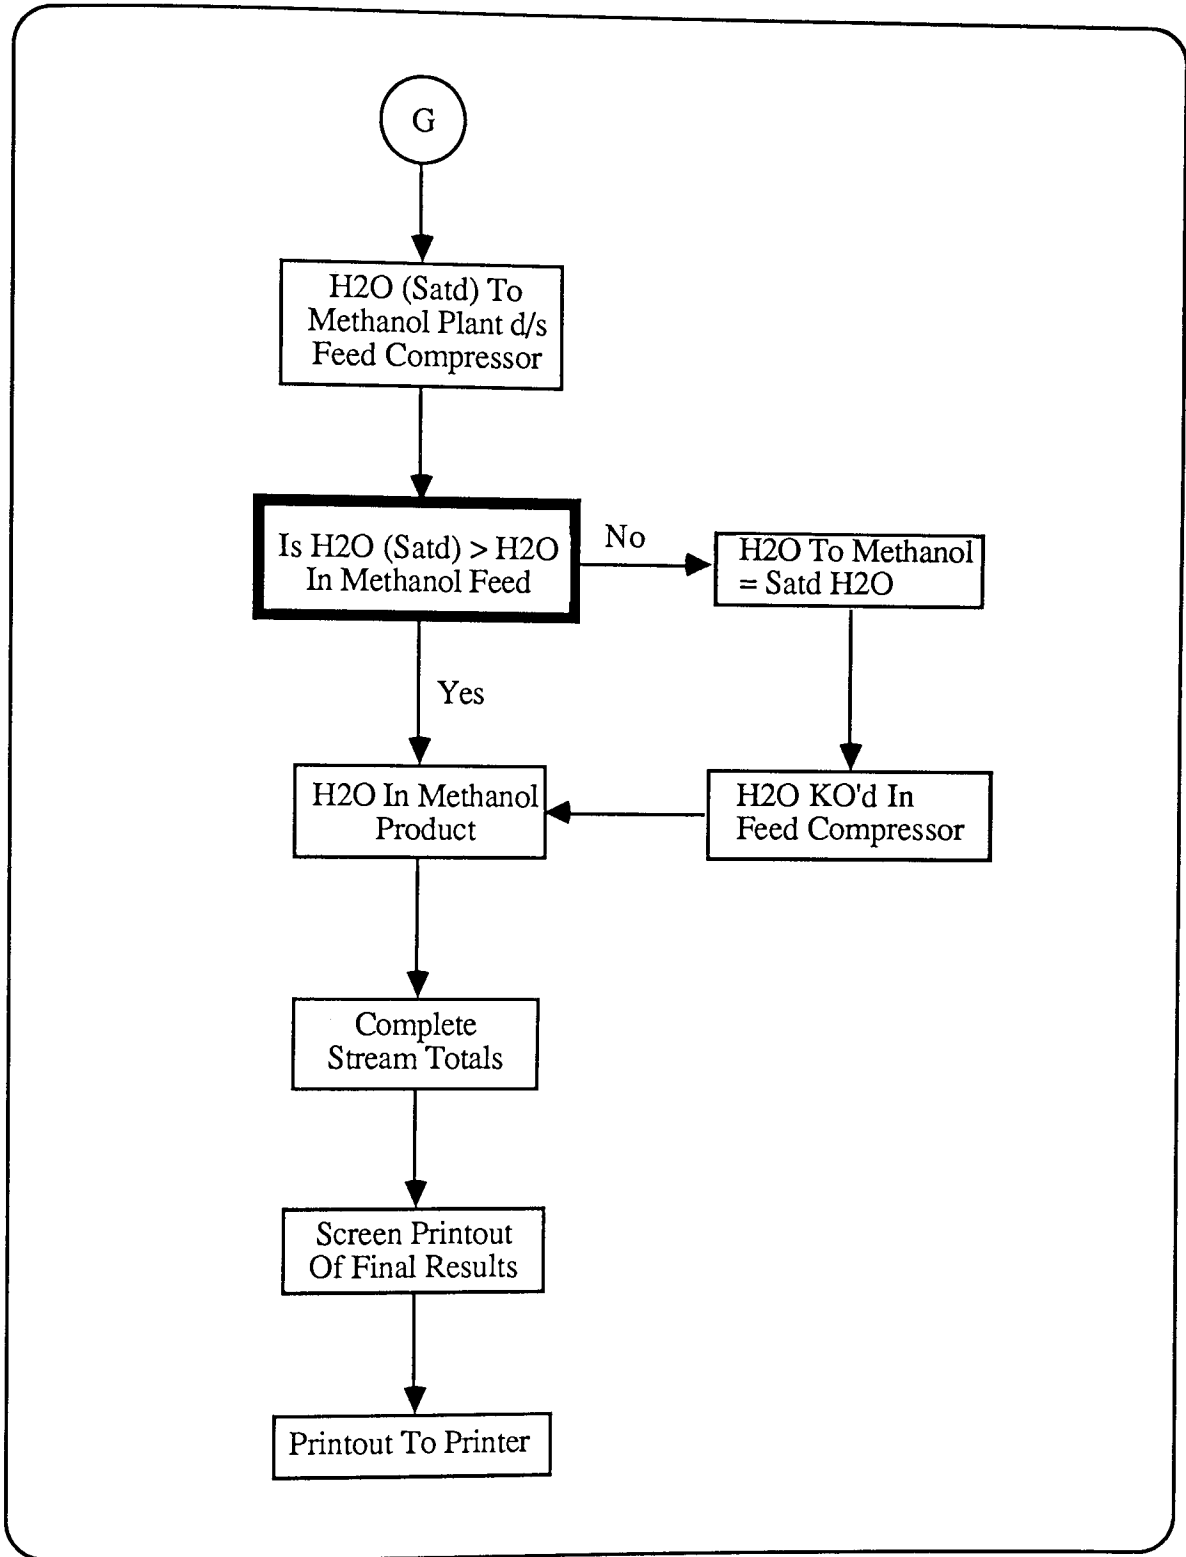 G
H2O (Satd) To
Methanol Plant d/s
Feed Compressor
Is H2O (Satd) > H2O
In Methanol Feed
No
H2O To Methanol
= Satd H2O
Yes
H2O In Methanol
Product
H2O KO'd In
Feed Compressor
Complete
Stream Totals
Screen Printout
Of Final Results
Printout To Printer